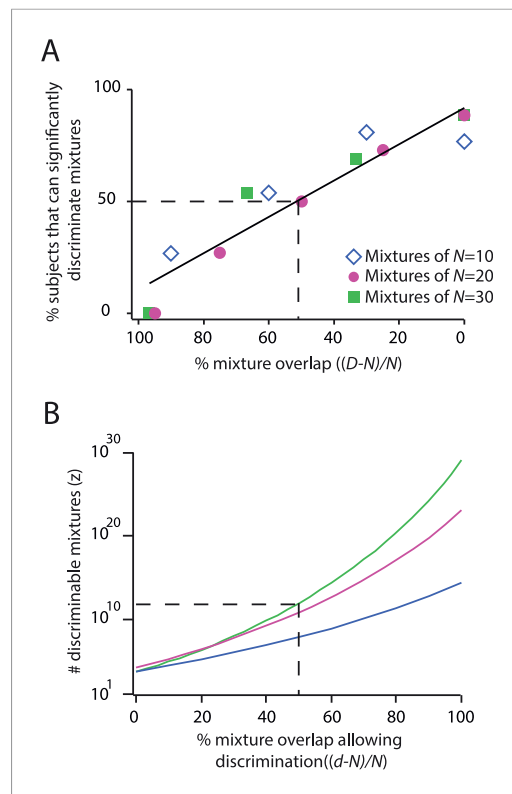 A
% subjects that can significantly
discriminate mixtures
100
50
0
100
80
60
40
20
0
% mixture overlap ((D-N)/N)
Mixtures of N=10
Mixtures of N=20
Mixtures of N=30
B
# discriminable mixtures (z)
10^30
10^20
10^10
10^1
0
20
40
60
80
100
% mixture overlap allowing
discrimination((d-N)/N)